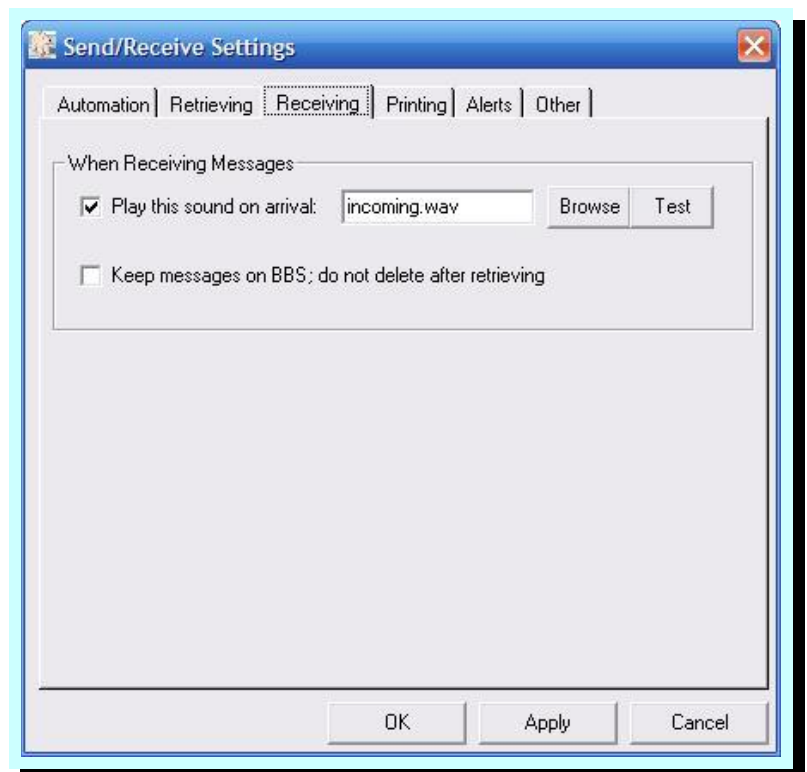 Send/Receive Settings
Automation Retrieving Receiving Printing Alerts Other
When Receiving Messages
Play this sound on arrival: incoming.wav Browse Test
Keep messages on BBS; do not delete after retrieving
OK Apply Cancel